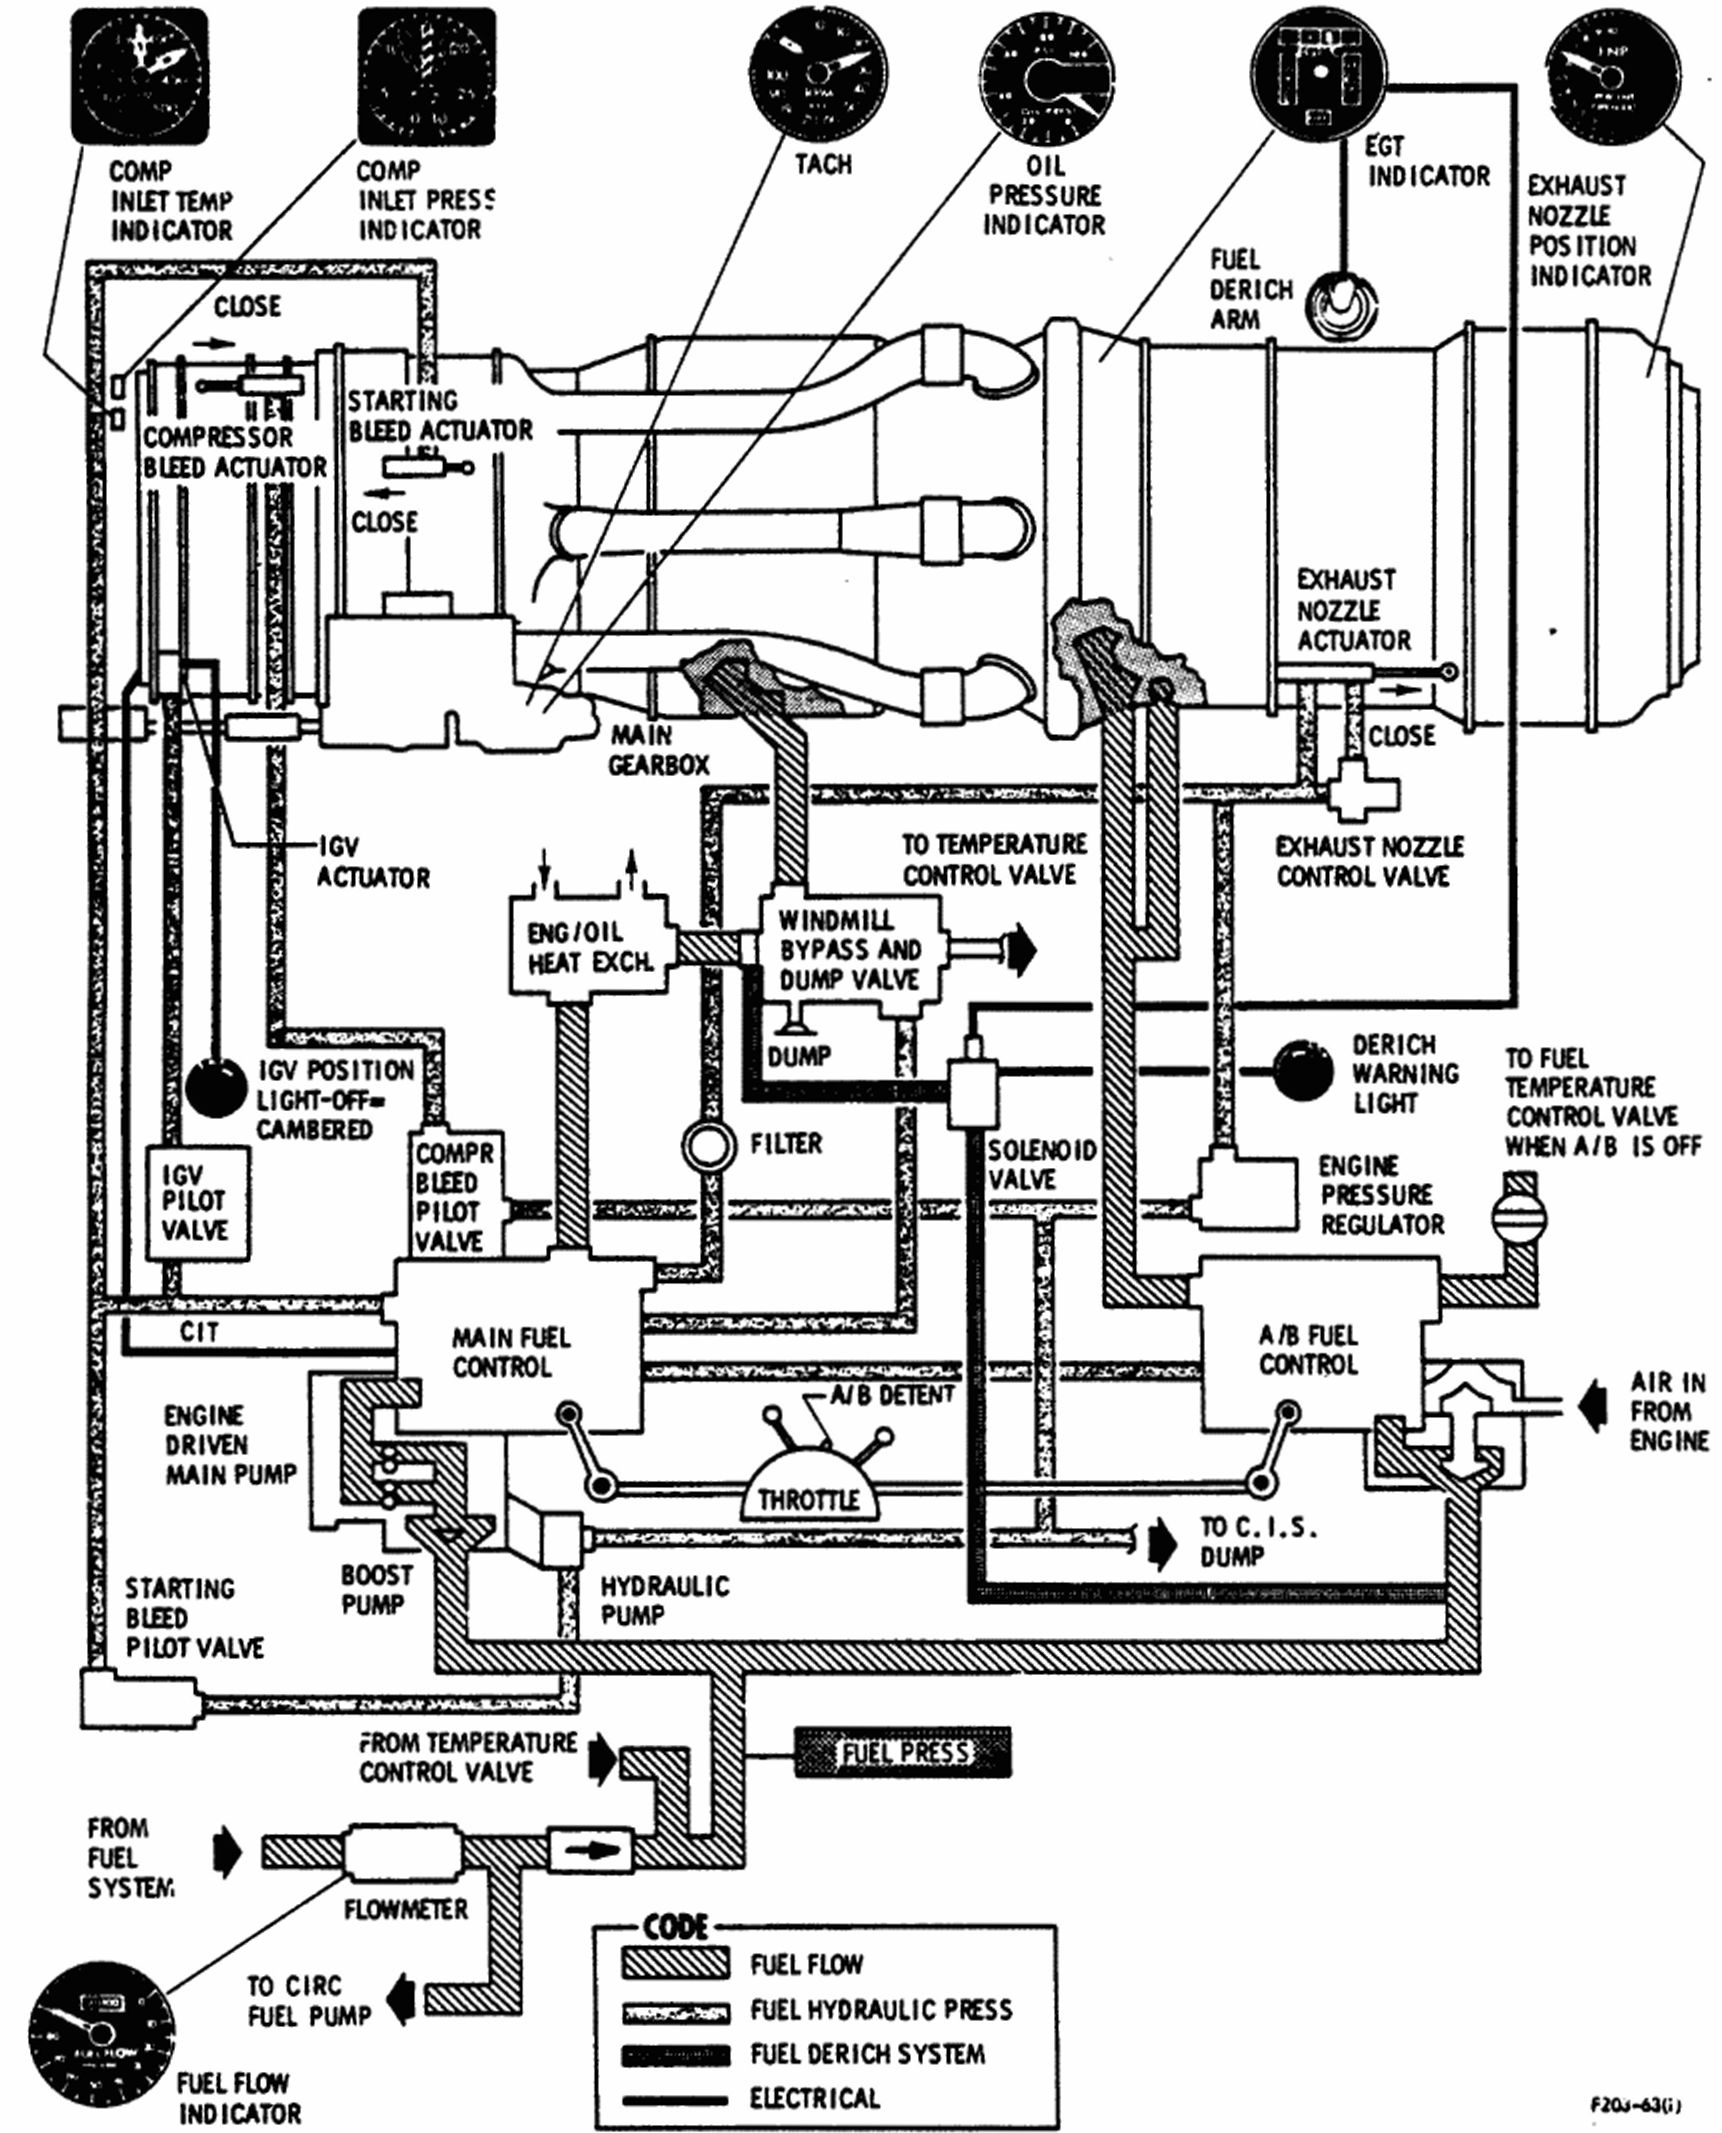 COMP
INLET TEMP
INDICATOR
COMP
INLET PRESS
INDICATOR
TACH
OIL
PRESSURE
INDICATOR
EGT
INDICATOR
EXHAUST
NOZZLE
POSITION
INDICATOR
FUEL
DERICH
ARM
CLOSE
STARTING
BLEED ACTUATOR
COMPRESSOR
BLEED ACTUATOR
CLOSE
EXHAUST
NOZZLE
ACTUATOR
CLOSE
MAIN
GEARBOX
IGV
ACTUATOR
TO TEMPERATURE
CONTROL VALVE
EXHAUST NOZZLE
CONTROL VALVE
ENG/OIL
HEAT EXCH.
WINDMILL
BYPASS AND
DUMP VALVE
DUMP
IGV POSITION
LIGHT-OFF=
CAMBERED
DERICH
WARNING
LIGHT
TO FUEL
TEMPERATURE
CONTROL VALVE
WHEN A/B IS OFF
FILTER
SOLENOID
VALVE
COMPR
BLEED
PILOT
VALVE
IGV
PILOT
VALVE
ENGINE
PRESSURE
REGULATOR
CIT
MAIN FUEL
CONTROL
A/B FUEL
CONTROL
A/B DETENT
THROTTLE
AIR IN
FROM
ENGINE
ENGINE
DRIVEN
MAIN PUMP
BOOST
PUMP
HYDRAULIC
PUMP
TO C.I.S.
DUMP
STARTING
BLEED
PILOT VALVE
FROM TEMPERATURE
CONTROL VALVE
FUEL PRESS
FROM
FUEL
SYSTEM
FLOWMETER
TO CIRC
FUEL PUMP
FUEL FLOW
FUEL FLOW
INDICATOR
CODE
FUEL FLOW
FUEL HYDRAULIC PRESS
FUEL DERICH SYSTEM
ELECTRICAL